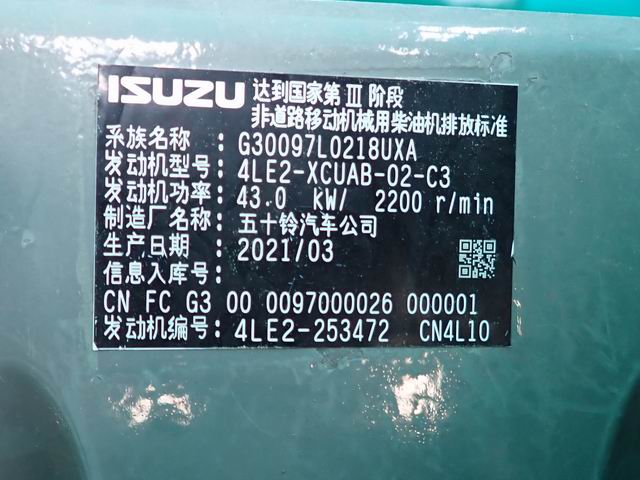 ISUZU 达到国家第 III 阶段
非道路移动机械用柴油机排放标准
系族名称 : G30097L0218UXA
发动机型号: 4LE2-XCUAB-02-C3
发动机功率: 43.0 kW/ 2200 r/min
制造厂名称: 五十铃汽车公司
生产日期 : 2021/03
信息入库号:
CN FC G3 00 0097000026 000001
发动机编号: 4LE2-253472 CN4L10